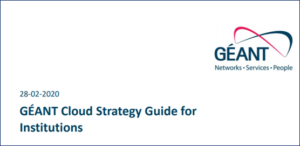 GÉANT
Networks • Services • People
28-02-2020
GÉANT Cloud Strategy Guide for
Institutions